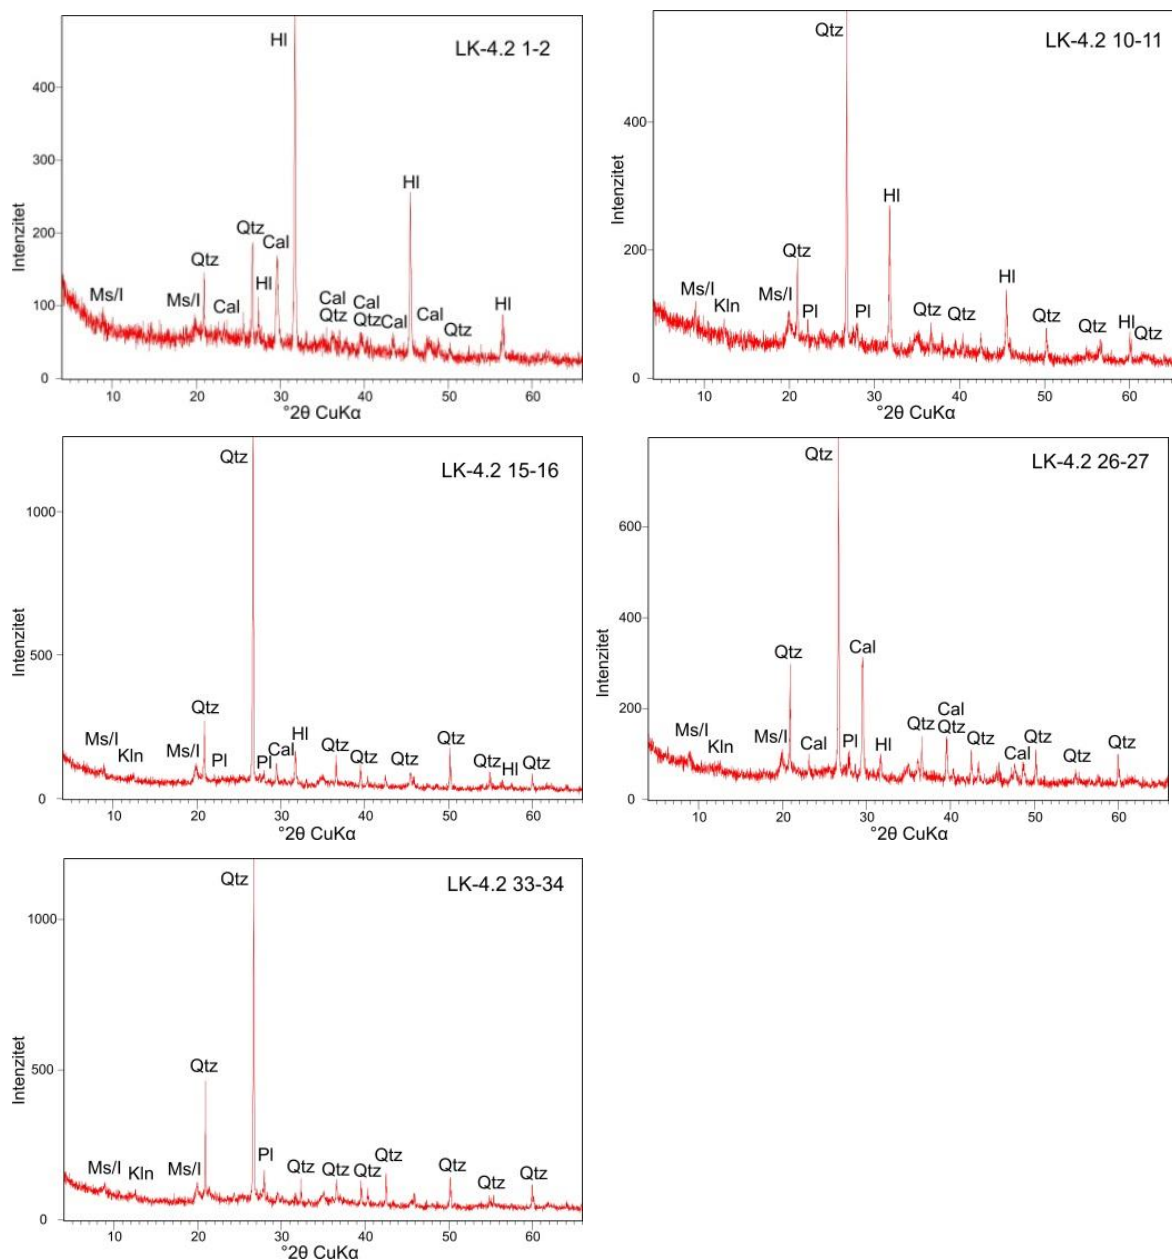 LK-4.2 1-2
Intenzitet
400
300
200
100
0
Hl
Hl
Qtz
Cal
Qtz
Hl
Ms/I
Ms/I
Cal
Cal
Qtz
Cal
Qtz
Cal
Cal
Qtz
Hl
10 20 30 40 50 60
°2θ CuKα
LK-4.2 10-11
Intenzitet
400
200
0
Qtz
Hl
Qtz
Hl
Ms/I
Kln
Ms/I
Pl
Pl
Qtz
Qtz
Qtz
Qtz
Hl
Qtz
10 20 30 40 50 60
°2θ CuKα
LK-4.2 15-16
Intenzitet
1000
500
0
Qtz
Qtz
Ms/I
Kln
Ms/I
Pl
Pl
Cal
Hl
Qtz
Qtz
Qtz
Qtz
Qtz
Hl
Qtz
10 20 30 40 50 60
°2θ CuKα
LK-4.2 26-27
Intenzitet
600
400
200
0
Qtz
Qtz
Cal
Ms/I
Kln
Ms/I
Cal
Pl
Hl
Qtz
Cal
Qtz
Qtz
Cal
Qtz
Qtz
Qtz
10 20 30 40 50 60
°2θ CuKα
LK-4.2 33-34
Intenzitet
1000
500
0
Qtz
Qtz
Ms/I
Kln
Ms/I
Pl
Qtz
Qtz
Qtz
Qtz
Qtz
Qtz
Qtz
10 20 30 40 50 60
°2θ CuKα